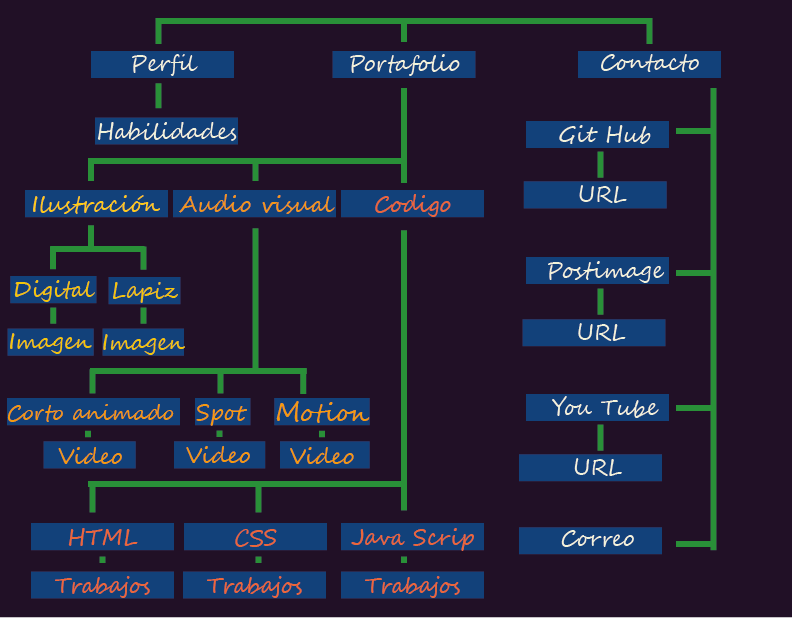 Perfil
Portafolio
Contacto
Habilidades
Git Hub
URL
Ilustración
Audio visual
Codigo
Postimage
Digital
Lapiz
URL
Imagen
Imagen
Corto animado
Spot
Motion
You Tube
Video
Video
Video
URL
HTML
CSS
Java Scrip
Correo
Trabajos
Trabajos
Trabajos